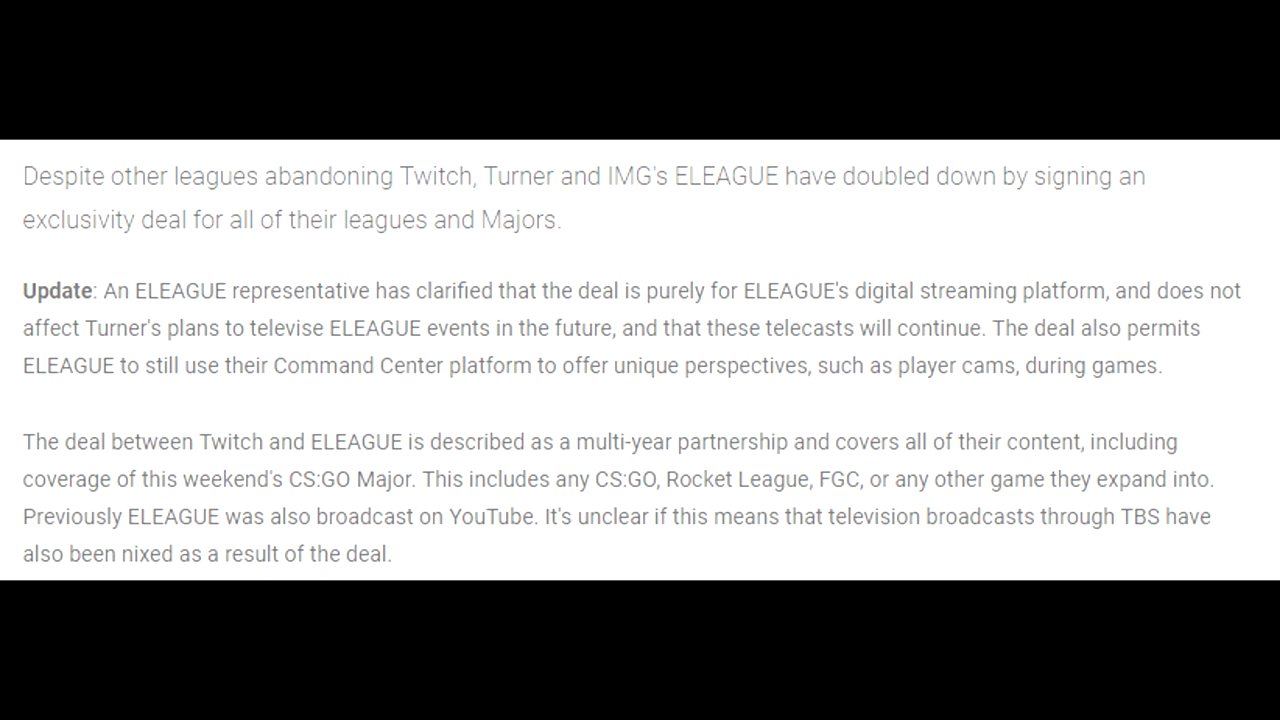 Despite other leagues abandoning Twitch, Turner and IMG's ELEAGUE have doubled down by signing an
exclusivity deal for all of their leagues and Majors.
Update: An ELEAGUE representative has clarified that the deal is purely for ELEAGUE's digital streaming platform, and does not
affect Turner's plans to televise ELEAGUE events in the future, and that these telecasts will continue. The deal also permits
ELEAGUE to still use their Command Center platform to offer unique perspectives, such as player cams, during games.
The deal between Twitch and ELEAGUE is described as a multi-year partnership and covers all of their content, including
coverage of this weekend's CS:GO Major. This includes any CS:GO, Rocket League, FGC, or any other game they expand into.
Previously ELEAGUE was also broadcast on YouTube. It's unclear if this means that television broadcasts through TBS have
also been nixed as a result of the deal.